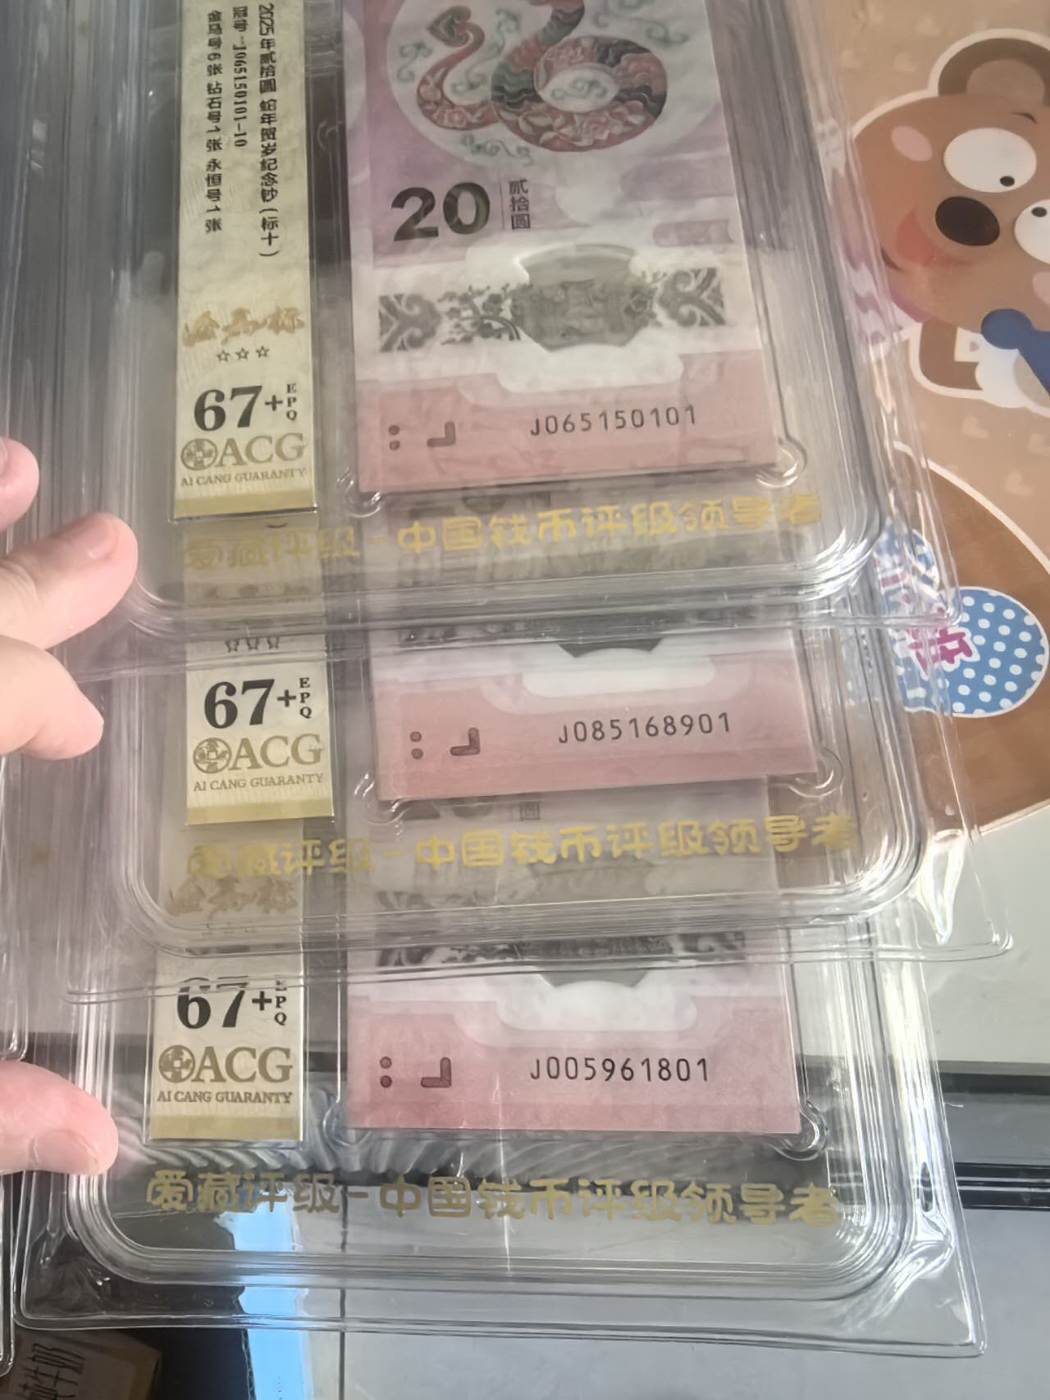 2025年贰拾圆 蛇年贺岁纪念钞(标十)
冠号-J065150101-10
金马号6张 钻石号1张 永恒号1张
☆☆☆
67+EPQ
ACG
AI CANG GUARANTY
20 贰拾圆
J065150101
爱藏评级-中国钱币评级领导者
☆☆☆
67+EPQ
ACG
AI CANG GUARANTY
J085168901
爱藏评级-中国钱币评级领导者
67+EPQ
ACG
AI CANG GUARANTY
J005961801
爱藏评级-中国钱币评级领导者